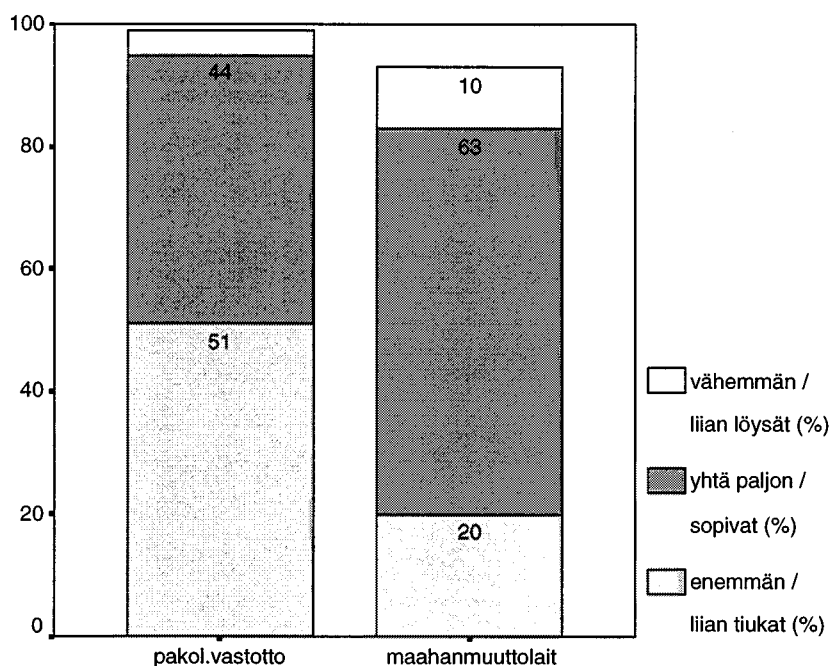 100
80
60
40
20
0
44
51
10
63
20
pakol.vastotto
maahanmuuttolait
vähemmän /
liian löysät (%)
yhtä paljon /
sopivat (%)
enemmän /
liian tiukat (%)